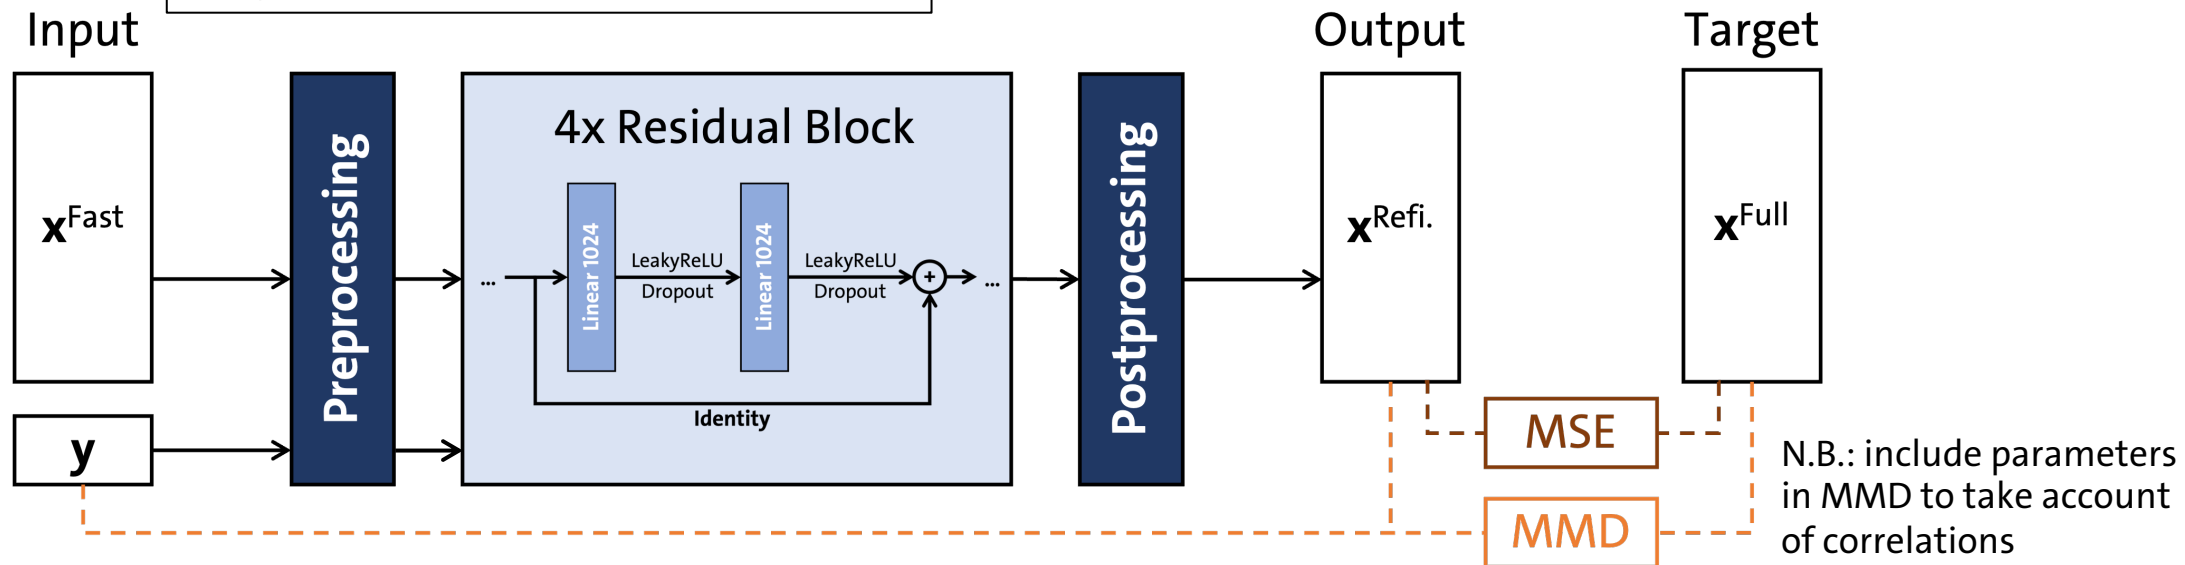 Input
Output
Target
x^Fast
y
Preprocessing
4x Residual Block
...
Linear 1024
LeakyReLU
Dropout
Linear 1024
LeakyReLU
Dropout
+
...
Identity
Postprocessing
x^Refi.
x^Full
MSE
MMD
N.B.: include parameters
in MMD to take account
of correlations